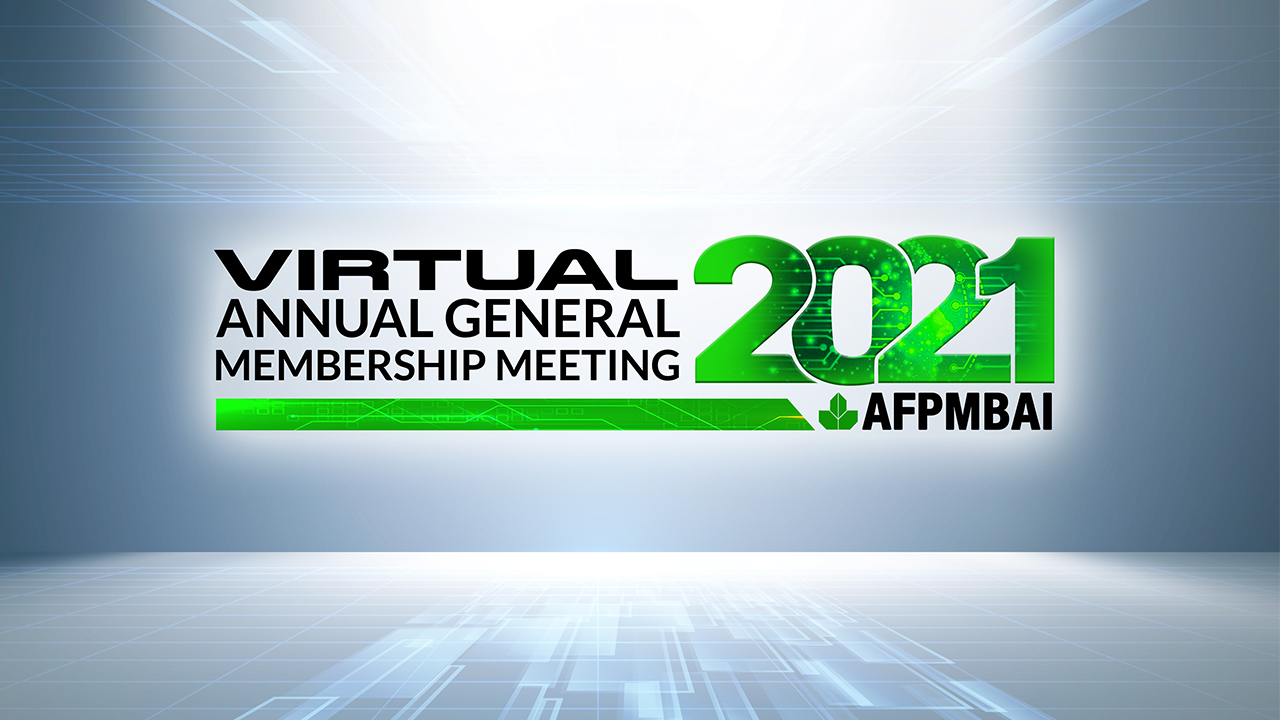 VIRTUAL
ANNUAL GENERAL
MEMBERSHIP MEETING
2021
AFPMBAI